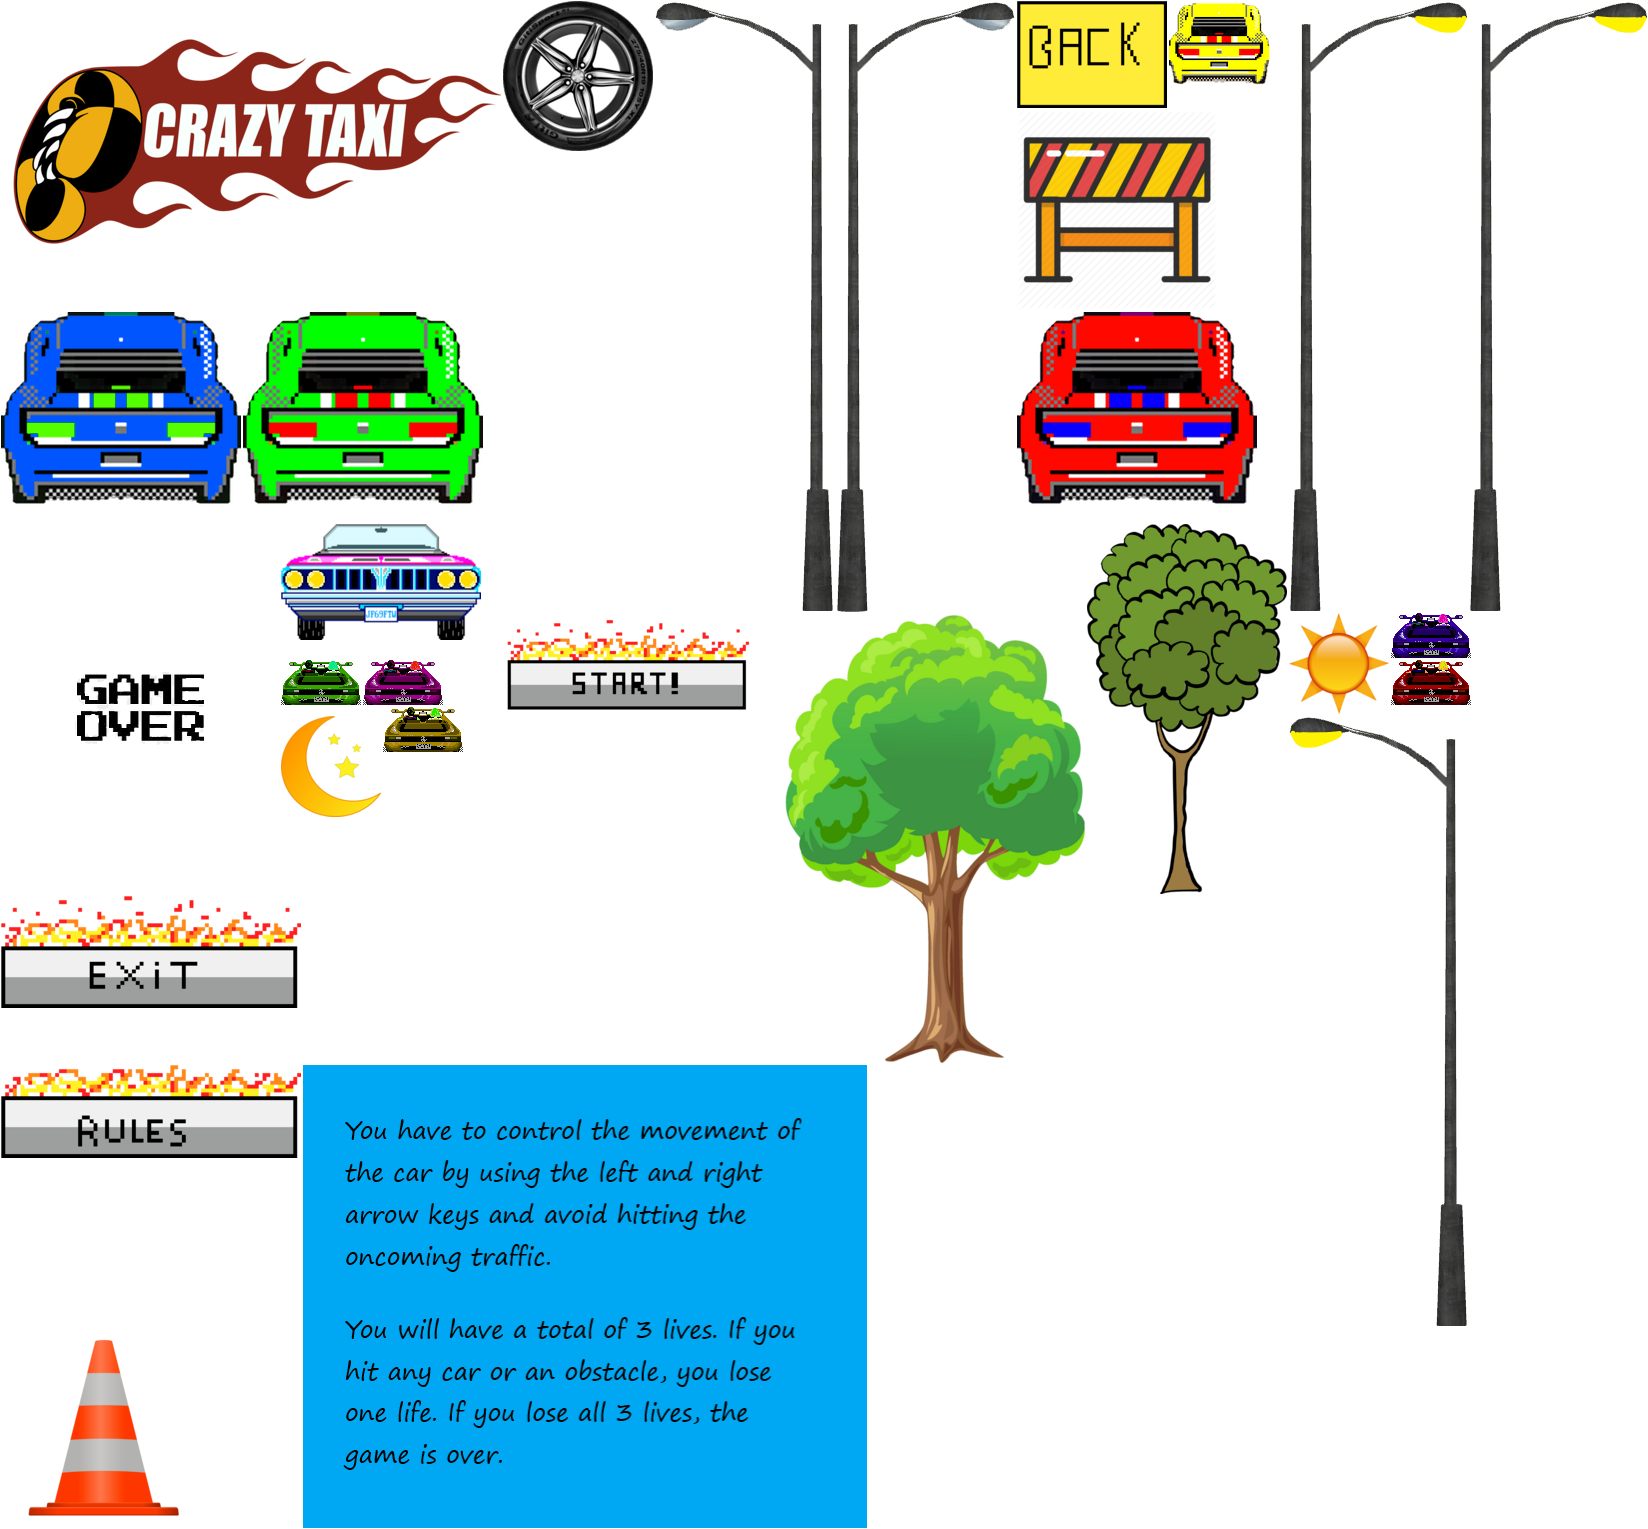 CRAZY TAXI
BACK
JF69FTW
GAME
OVER
START!
EXiT
RULES
You have to control the movement of
the car by using the left and right
arrow keys and avoid hitting the
oncoming traffic.
You will have a total of 3 lives. If you
hit any car or an obstacle, you lose
one life. If you lose all 3 lives, the
game is over.